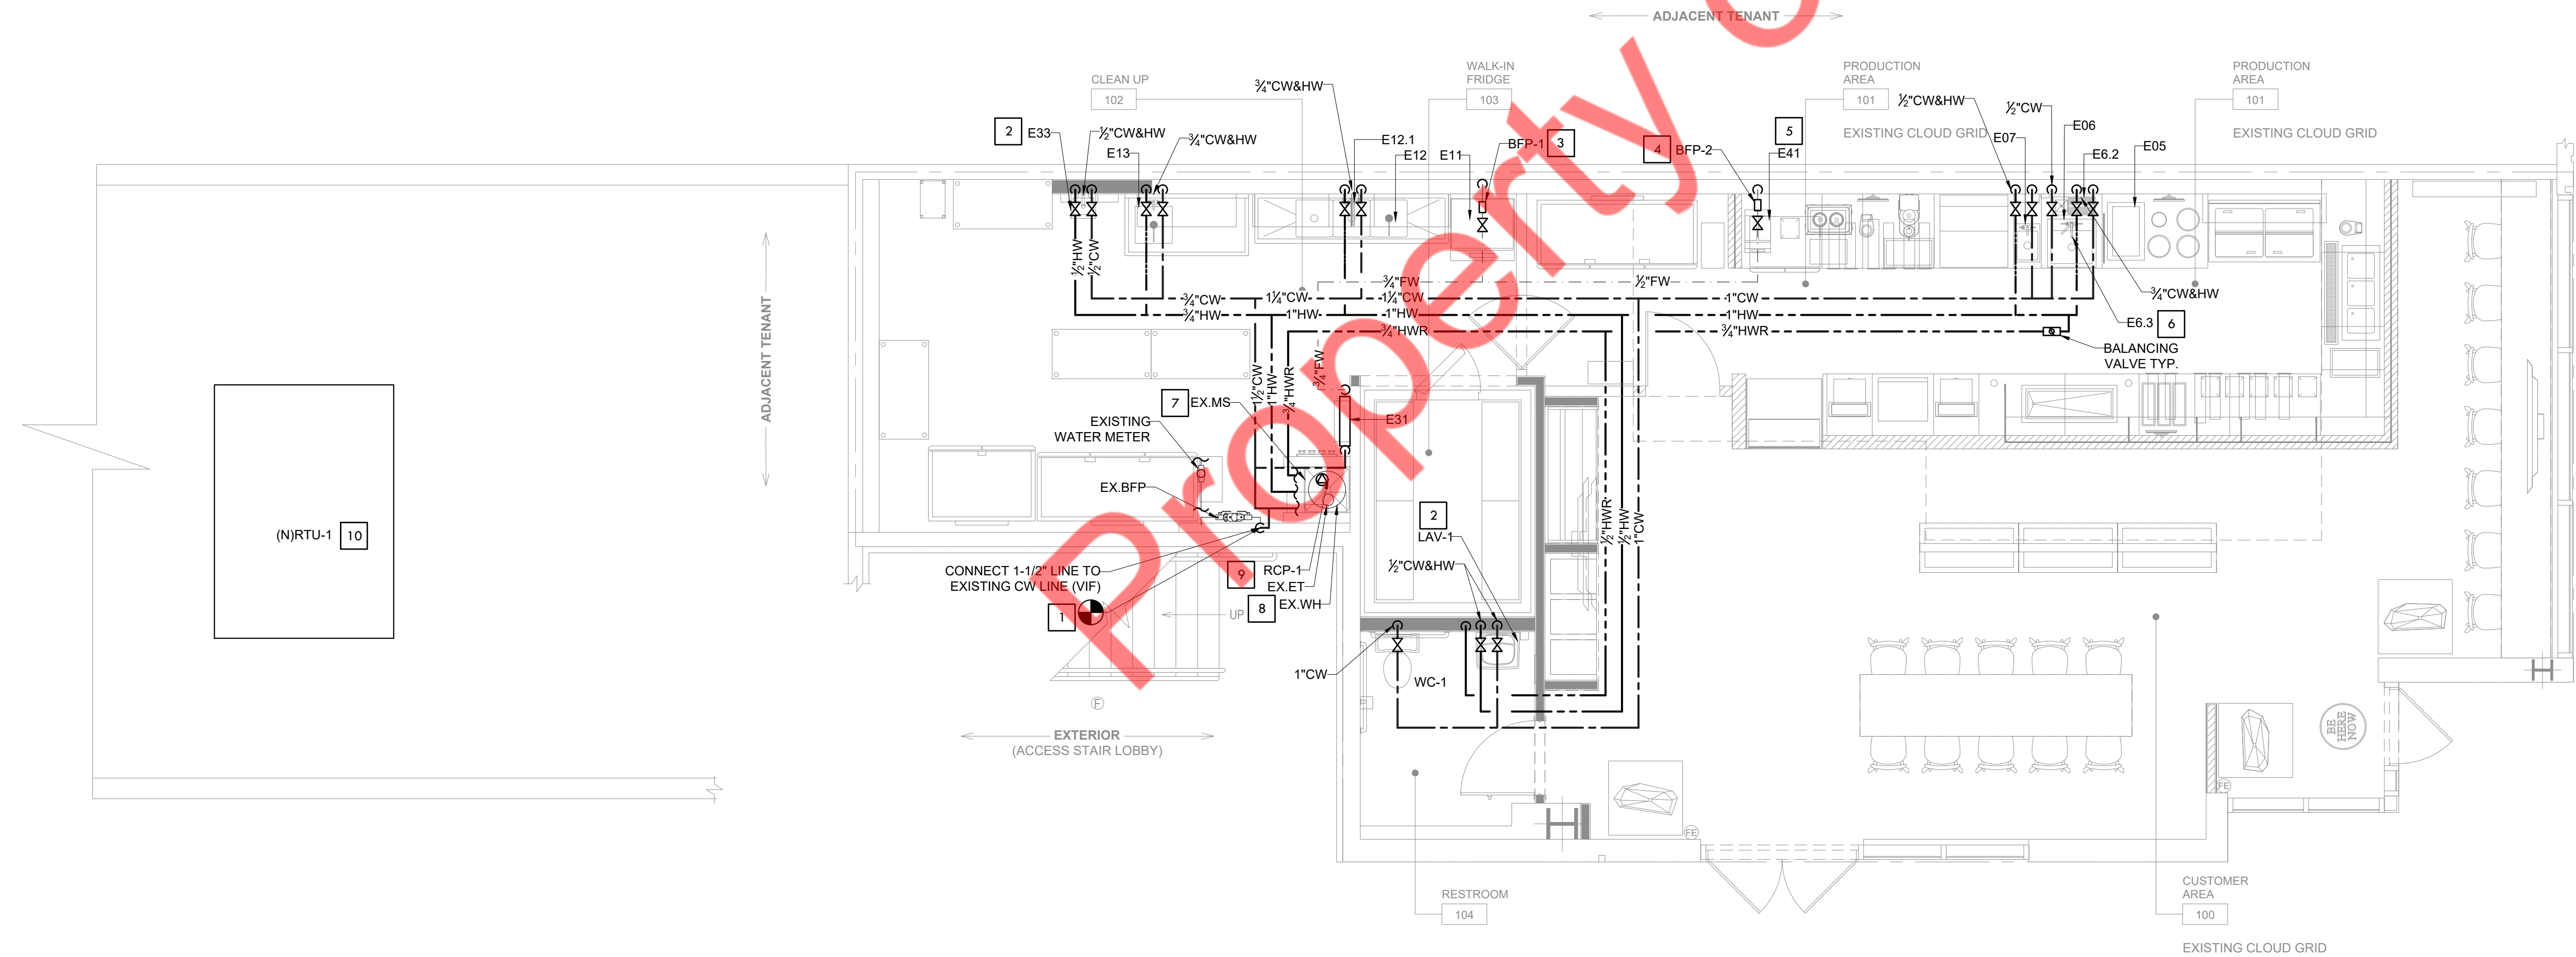 ADJACENT TENANT
CLEAN UP
102
WALK-IN
FRIDGE
103
PRODUCTION
AREA
101
EXISTING CLOUD GRID
PRODUCTION
AREA
101
EXISTING CLOUD GRID
¾"CW&HW
½"CW&HW
½"CW
2
E33
½"CW&HW
¾"CW&HW
E13
E12.1
E12
E11
BFP-1
3
4
BFP-2
5
E41
E07
E06
E6.2
E05
½"HW
½"CW
¾"FW
½"FW
¾"CW
1¼"CW
1¼"CW
1"CW
¾"CW&HW
¾"HW
1"HW
1"HW
1"HW
¾"HWR
¾"HWR
E6.3
6
BALANCING
VALVE TYP.
ADJACENT TENANT
1½"CW
1"HW
¾"HWR
¾"FW
7
EX.MS
E31
EXISTING
WATER METER
EX.BFP
(N)RTU-1
10
2
LAV-1
½"CW&HW
½"HWR
½"HW
1"CW
CONNECT 1-1/2" LINE TO
EXISTING CW LINE (VIF)
1
9
RCP-1
EX.ET
8
EX.WH
UP
1"CW
WC-1
F
EXTERIOR
(ACCESS STAIR LOBBY)
BE
HERE
NOW
FE
FE
RESTROOM
104
CUSTOMER
AREA
100
EXISTING CLOUD GRID
Property